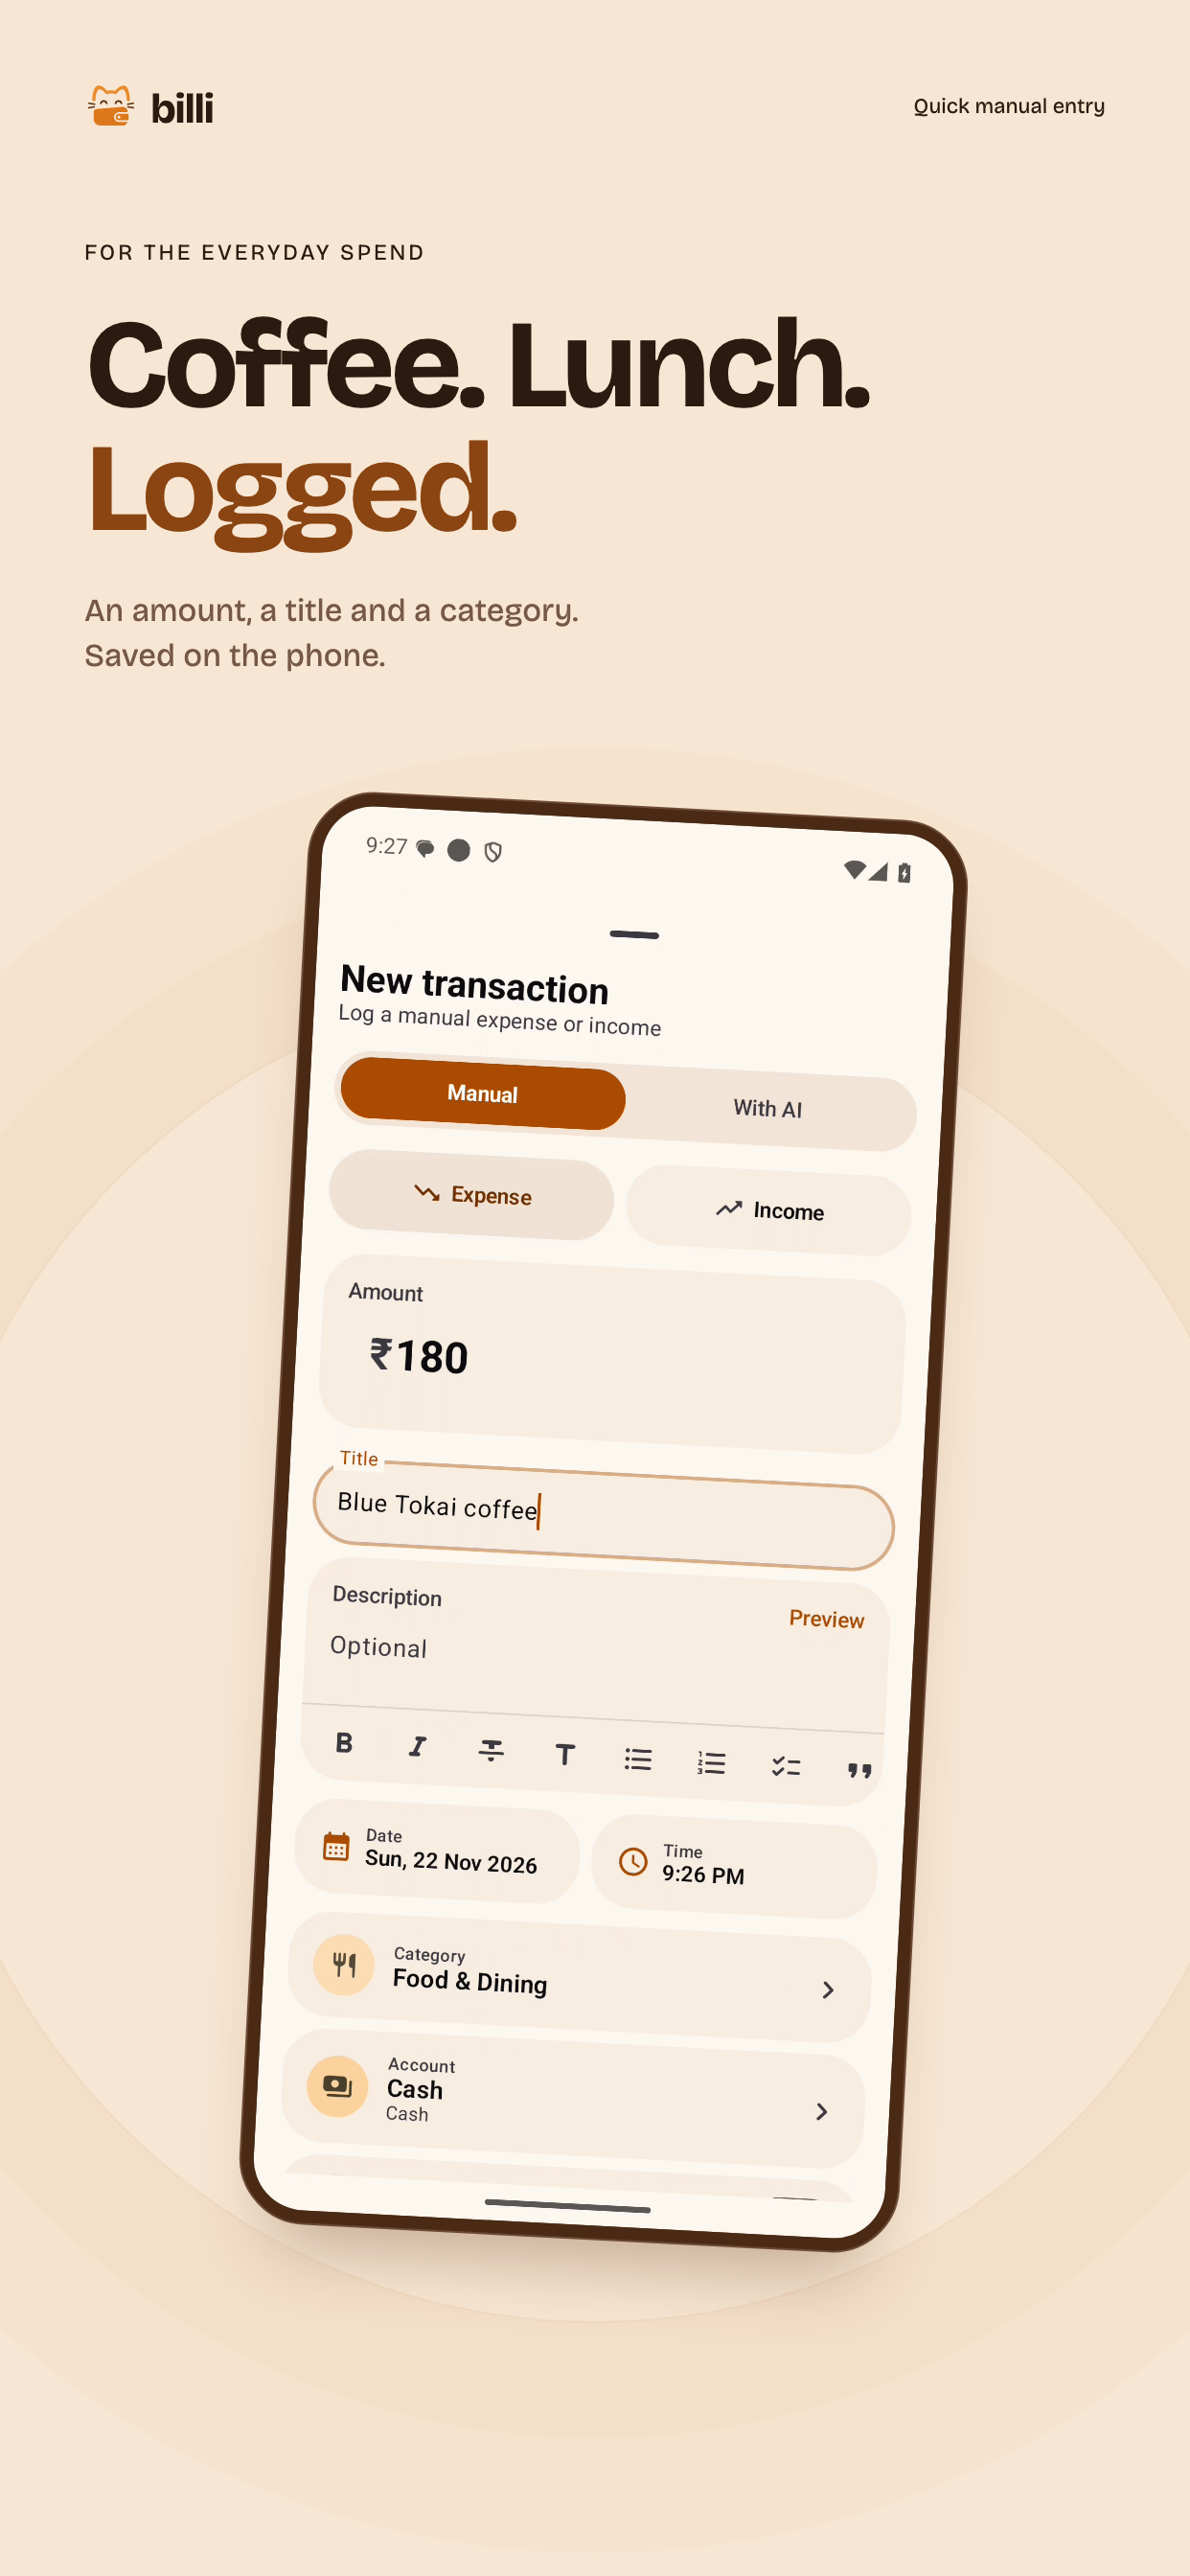 billi
Quick manual entry
FOR THE EVERYDAY SPEND
Coffee. Lunch.
Logged.
An amount, a title and a category.
Saved on the phone.
9:27
New transaction
Log a manual expense or income
Manual
With AI
Expense
Income
Amount
₹180
Title
Blue Tokai coffee
Description
Preview
Optional
Date
Sun, 22 Nov 2026
Time
9:26 PM
Category
Food & Dining
Account
Cash
Cash